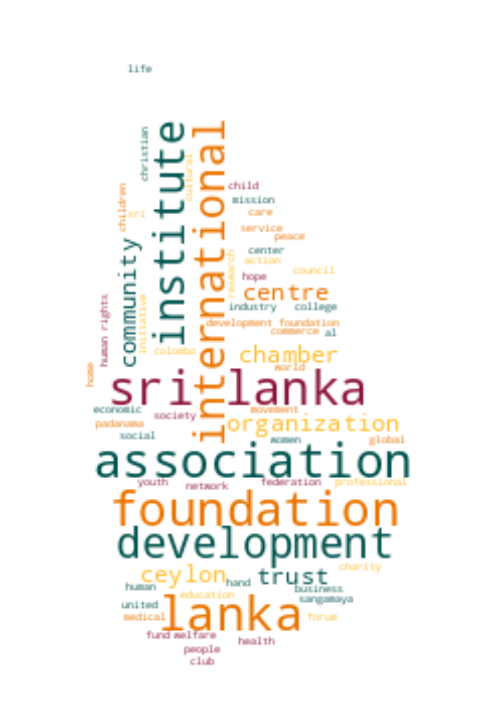 life
christian
institute
international
cultural
child
children
mission
sri
care
service
peace
community
center
research
action
council
hope
centre
human rights
initiative
industry college
development foundation
commerce al
colombo
chamber
home
world
sri lanka
economic
society
movement
padanama
organization
social
women
global
association
youth
network
federation
professional
foundation
development
ceylon
trust
charity
human
hand
business
education
sangamaya
united
lanka
medical
forum
fund welfare
health
people
club